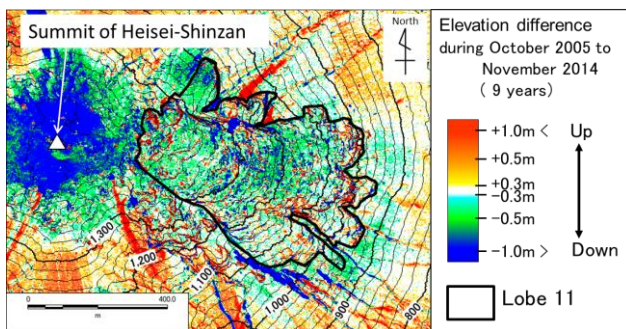 Summit of Heisei-Shinzan
North
1,300
1,200
1,100
1,000
900
800
0
400.0
m
Elevation difference
during October 2005 to
November 2014
( 9 years)
+1.0m <
+0.5m
+0.3m
-0.3m
-0.5m
-1.0m >
Up
Down
Lobe 11